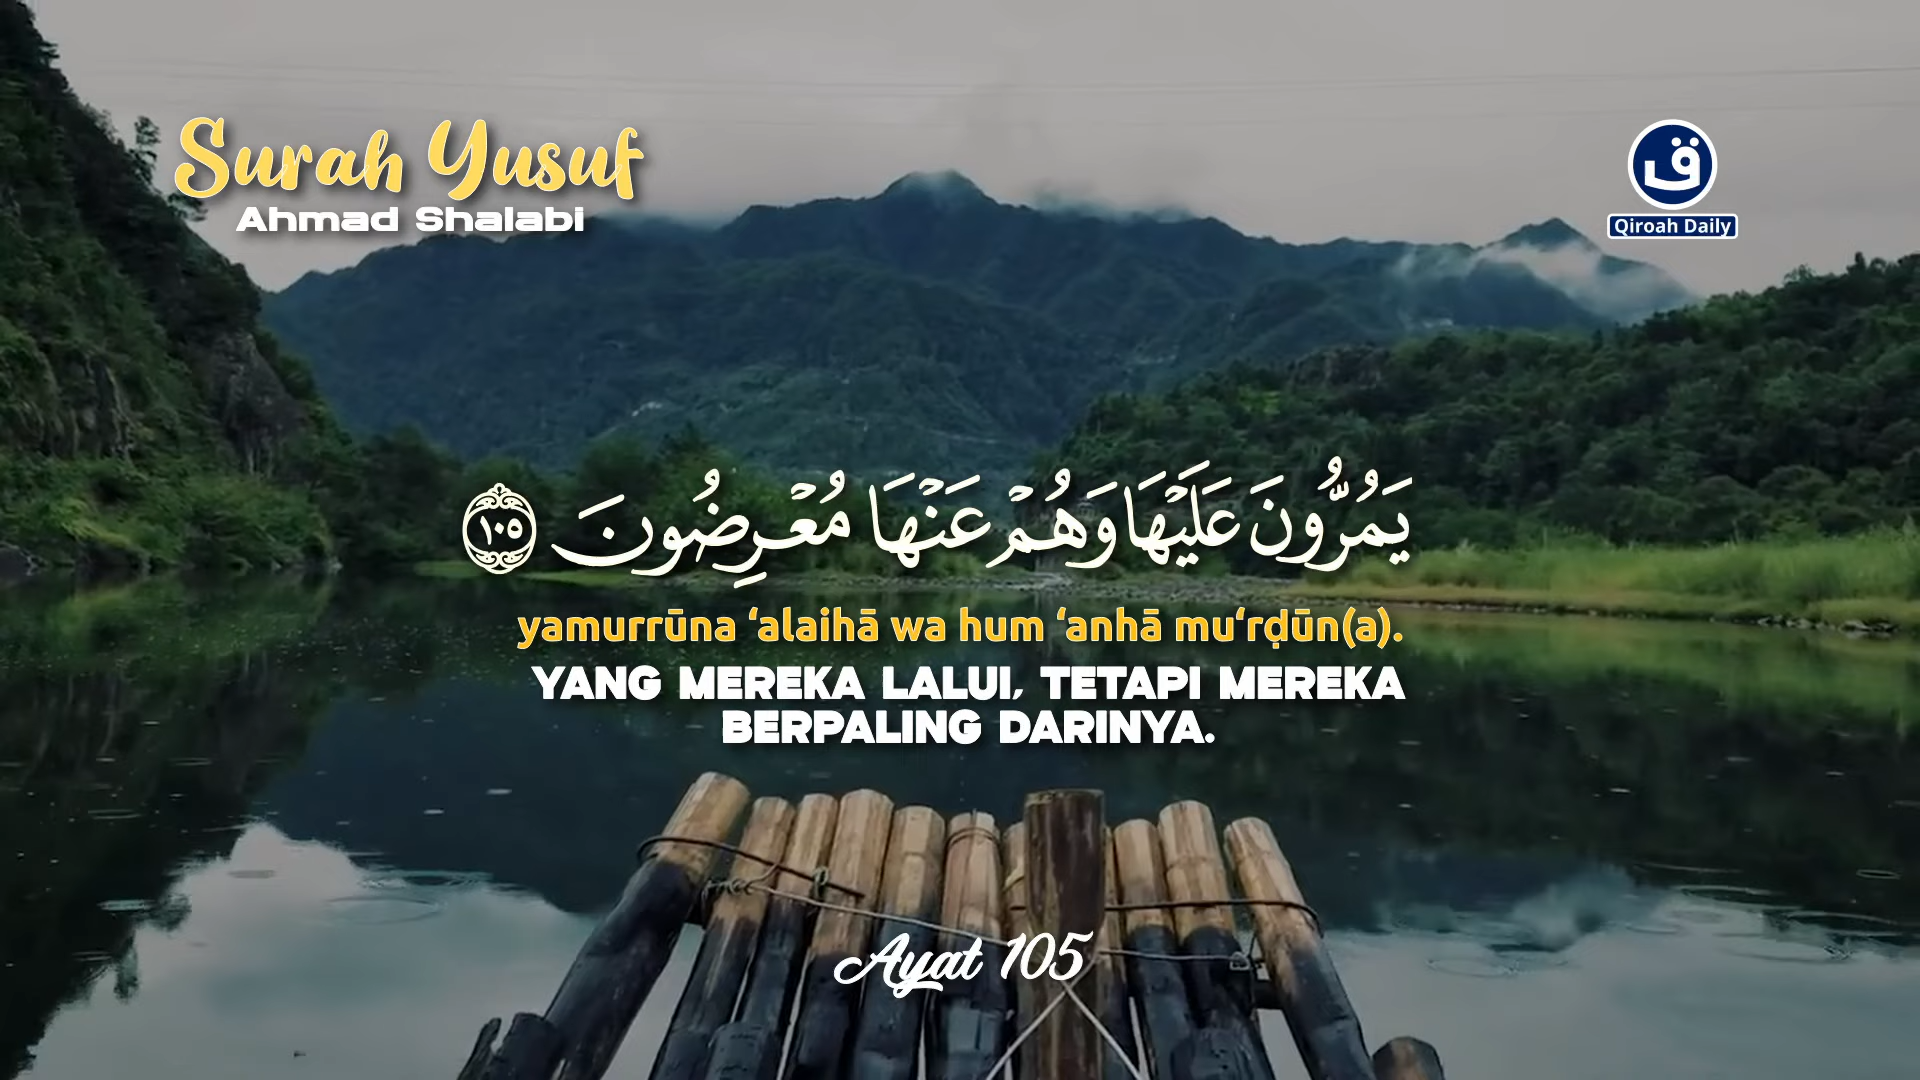 Surah Yusuf
Ahmad Shalabi
ق
Qiroah Daily
يَمُرُّونَ عَلَيْهَا وَهُمْ عَنْهَا مُعْرِضُونَ ١٠٥
yamurrūna ‘alaihā wa hum ‘anhā mu‘rḍūn(a).
YANG MEREKA LALUI, TETAPI MEREKA
BERPALING DARINYA.
Ayat 105